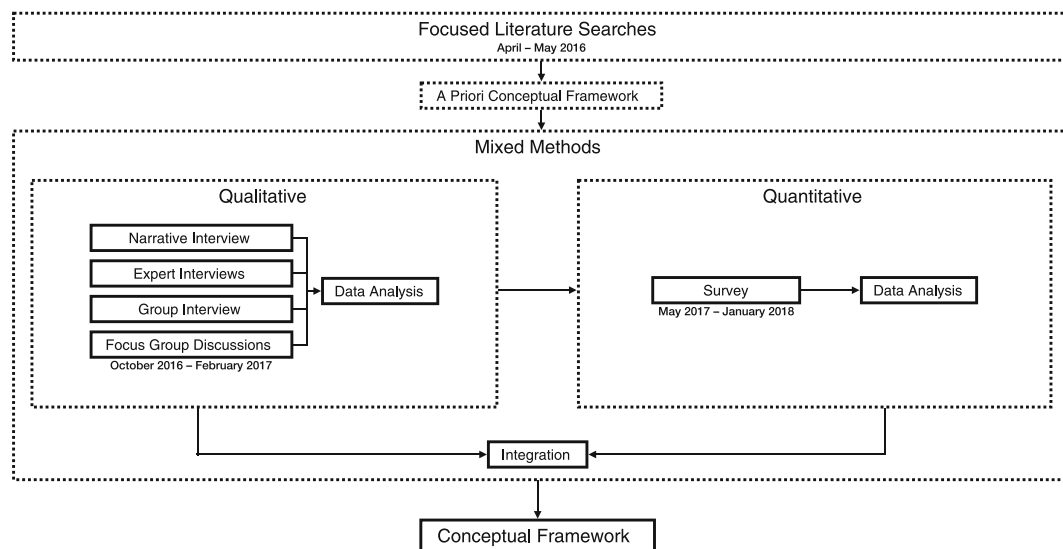 Focused Literature Searches
April – May 2016
A Priori Conceptual Framework
Mixed Methods
Qualitative
Narrative Interview
Expert Interviews
Group Interview
Focus Group Discussions
October 2016 – February 2017
Data Analysis
Quantitative
Survey
May 2017 – January 2018
Data Analysis
Integration
Conceptual Framework